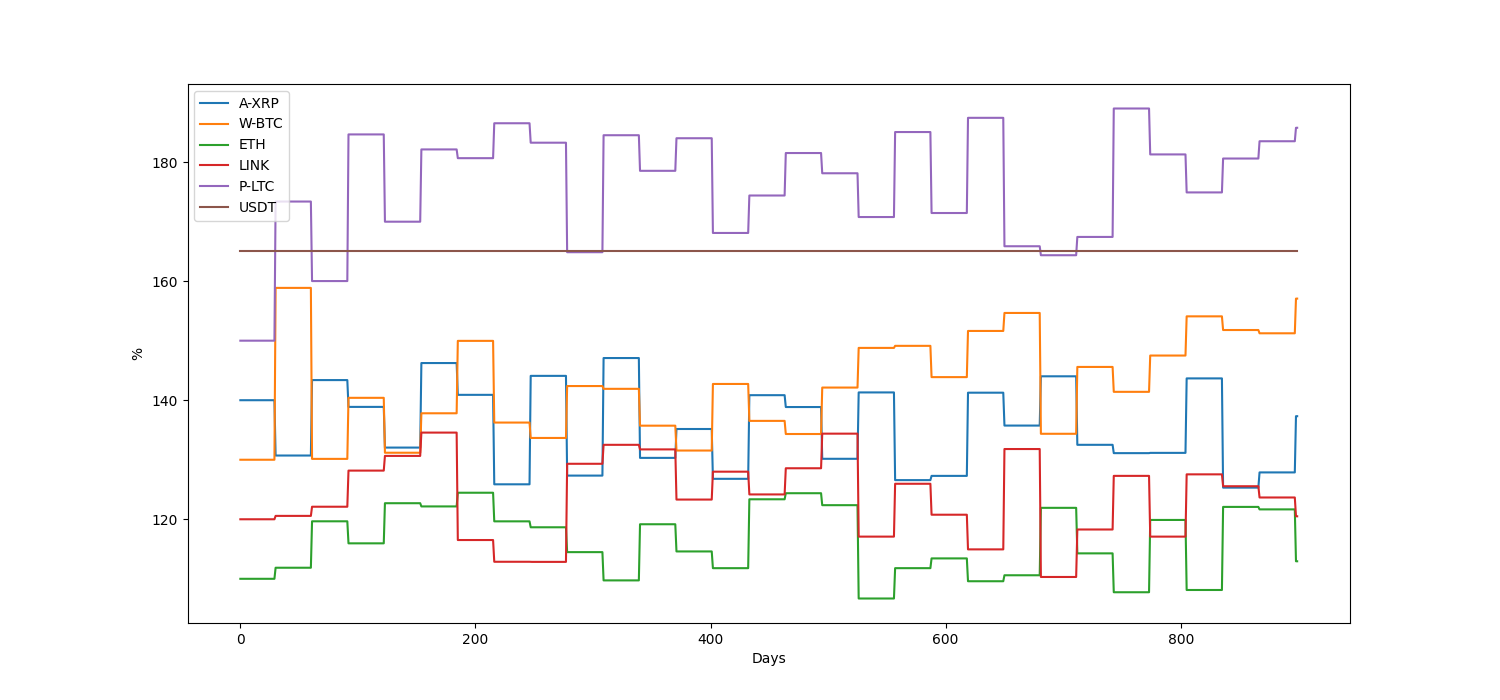 A-XRP
W-BTC
ETH
LINK
P-LTC
USDT
180
160
140
120
%
0 200 400 600 800
Days